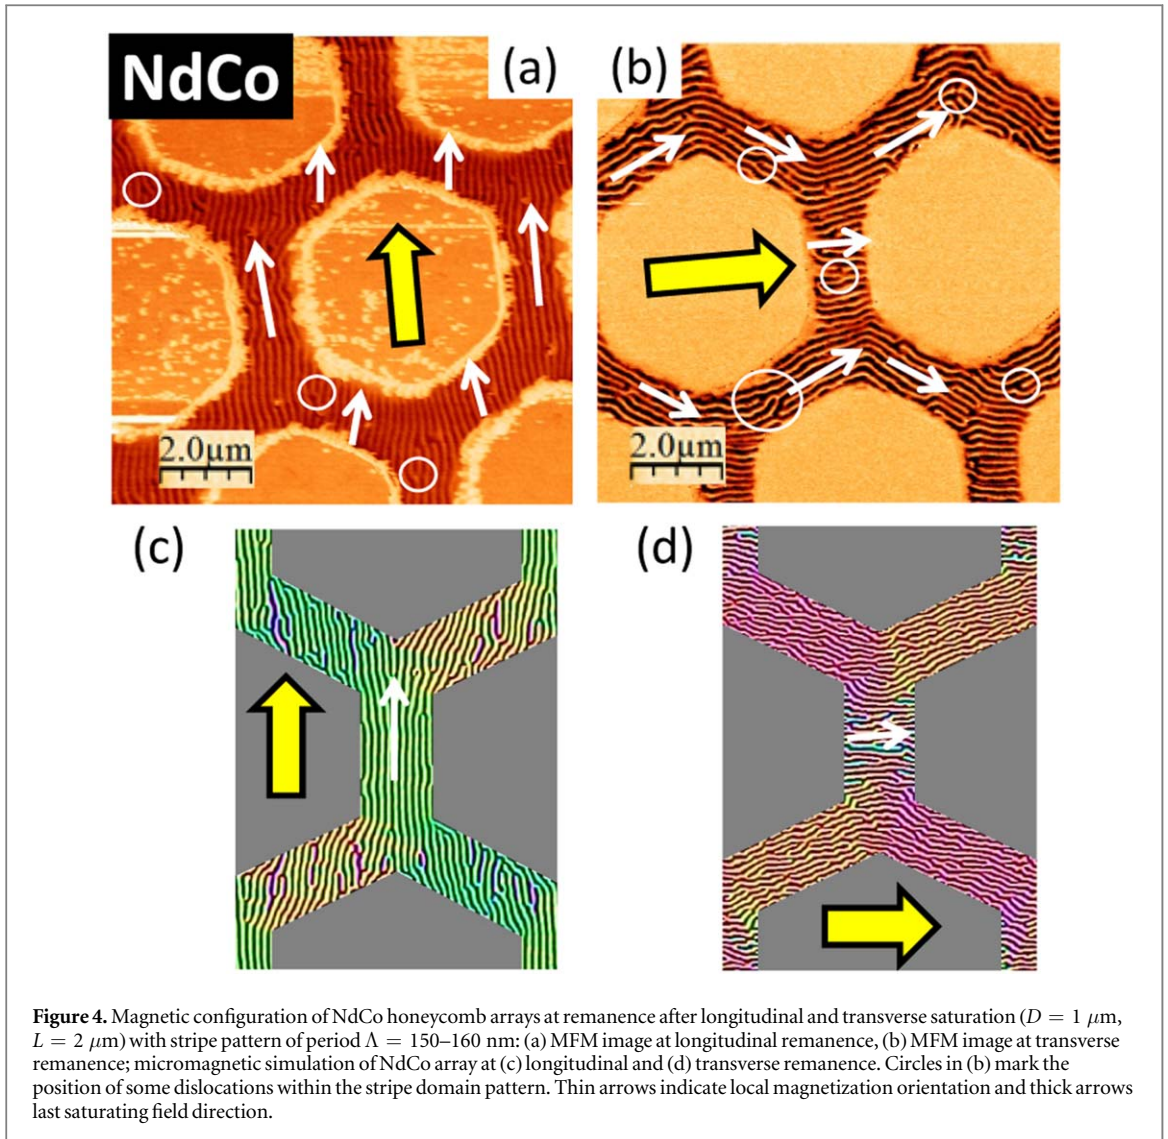 NdCo
(a)
(b)
2.0μm
2.0μm
(c)
(d)
Figure 4. Magnetic configuration of NdCo honeycomb arrays at remanence after longitudinal and transverse saturation (D = 1 μm,
L = 2 μm) with stripe pattern of period Λ = 150–160 nm: (a) MFM image at longitudinal remanence, (b) MFM image at transverse
remanence; micromagnetic simulation of NdCo array at (c) longitudinal and (d) transverse remanence. Circles in (b) mark the
position of some dislocations within the stripe domain pattern. Thin arrows indicate local magnetization orientation and thick arrows
last saturating field direction.